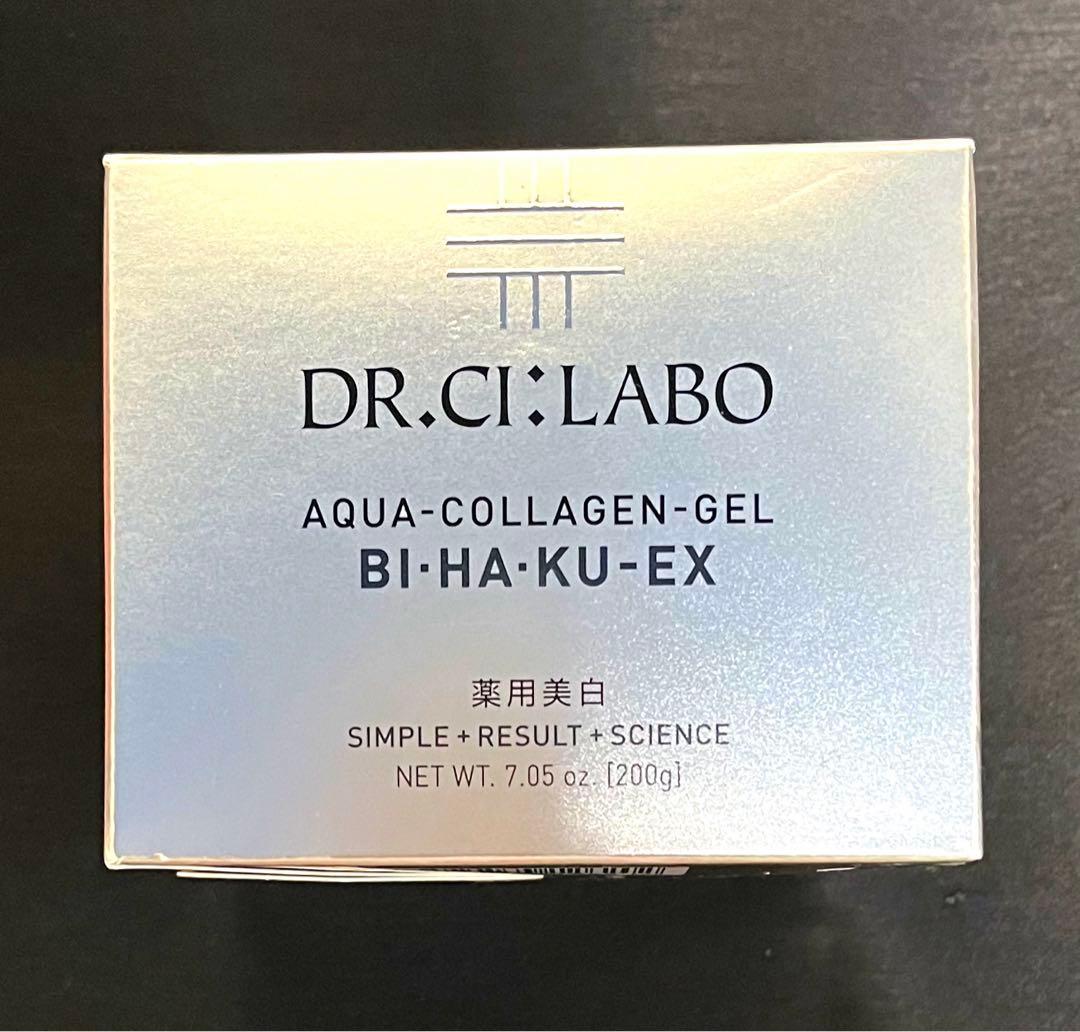 DR.CI:LABO
AQUA-COLLAGEN-GEL
BI·HA·KU-EX
薬用美白
SIMPLE+RESULT+SCIENCE
NET WT. 7.05 oz. [200g]